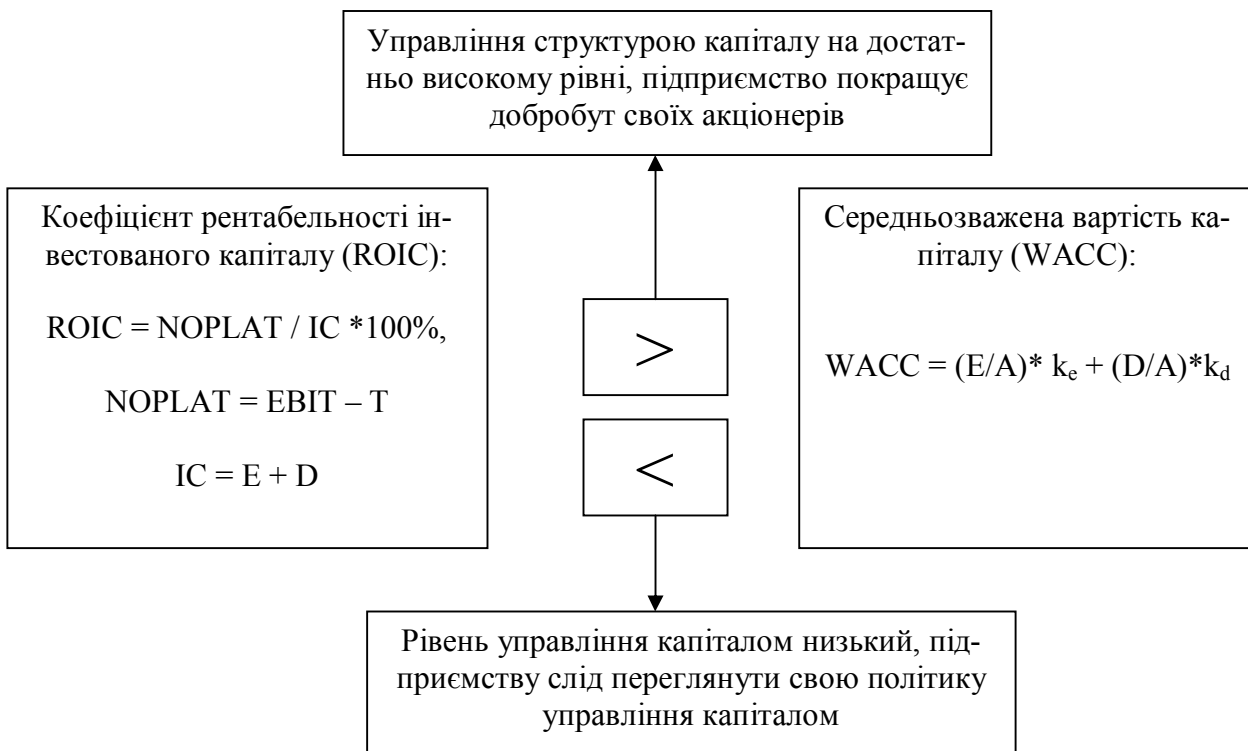 Управління структурою капіталу на достат-
ньо високому рівні, підприємство покращує
добробут своїх акціонерів
Коефіцієнт рентабельності ін-
вестованого капіталу (ROIC):
ROIC = NOPLAT / IC *100%,
NOPLAT = EBIT – T
IC = E + D
>
<
Середньозважена вартість ка-
піталу (WACC):
WACC = (E/A)* kₑ + (D/A)*k_d
Рівень управління капіталом низький, під-
приємству слід переглянути свою політику
управління капіталом